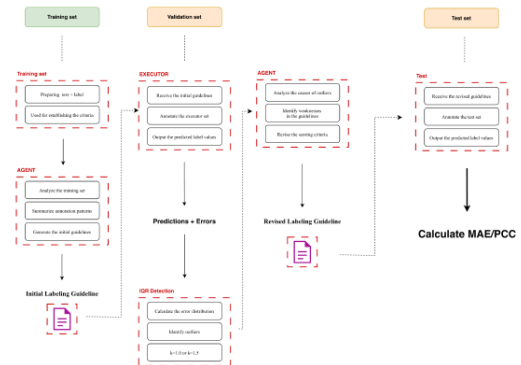 Training set
Validation set
Test set
Training set
Preparing text + label
Used for establishing the criteria
AGENT
Analyze the training set
Summarize annotation patterns
Generate the initial guidelines
Initial Labeling Guideline
EXECUTOR
Receive the initial guidelines
Annotate the executor set
Output the predicted label values
Predictions + Errors
IQR Detection
Calculate the error distribution
Identify outliers
k=1.0 or k=1.5
AGENT
Analyze the causes of outliers
Identify weaknesses
in the guidelines
Revise the scoring criteria
Revised Labeling Guideline
Test
Receive the revised guidelines
Annotate the test set
Output the predicted label values
Calculate MAE/PCC